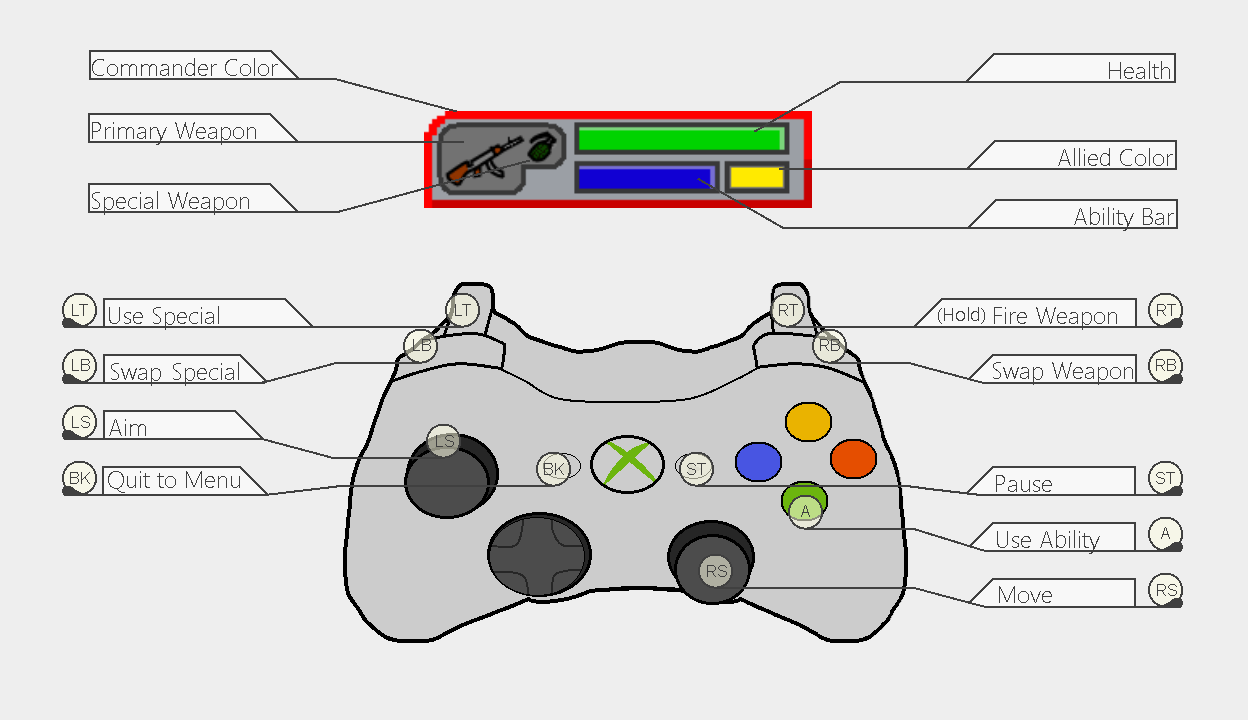 Commander Color
Health
Primary Weapon
Allied Color
Special Weapon
Ability Bar
LT Use Special
LT
RT
(Hold) Fire Weapon RT
LB Swap Special
LB
RB
Swap Weapon RB
LS Aim
LS
BK Quit to Menu
BK
ST
Pause ST
A
Use Ability A
RS
Move RS